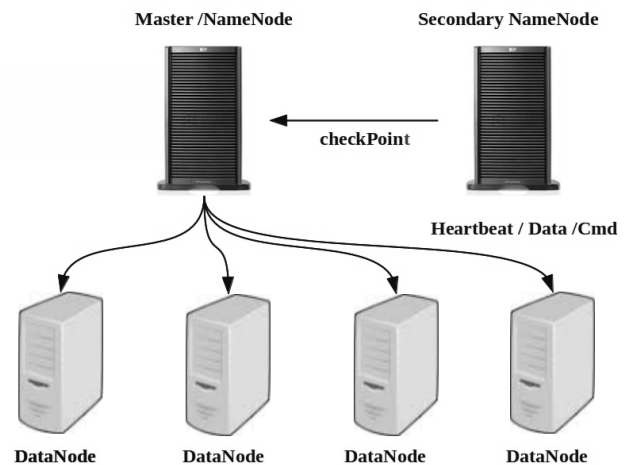 Master /NameNode
Secondary NameNode
checkPoint
Heartbeat / Data /Cmd
DataNode
DataNode
DataNode
DataNode